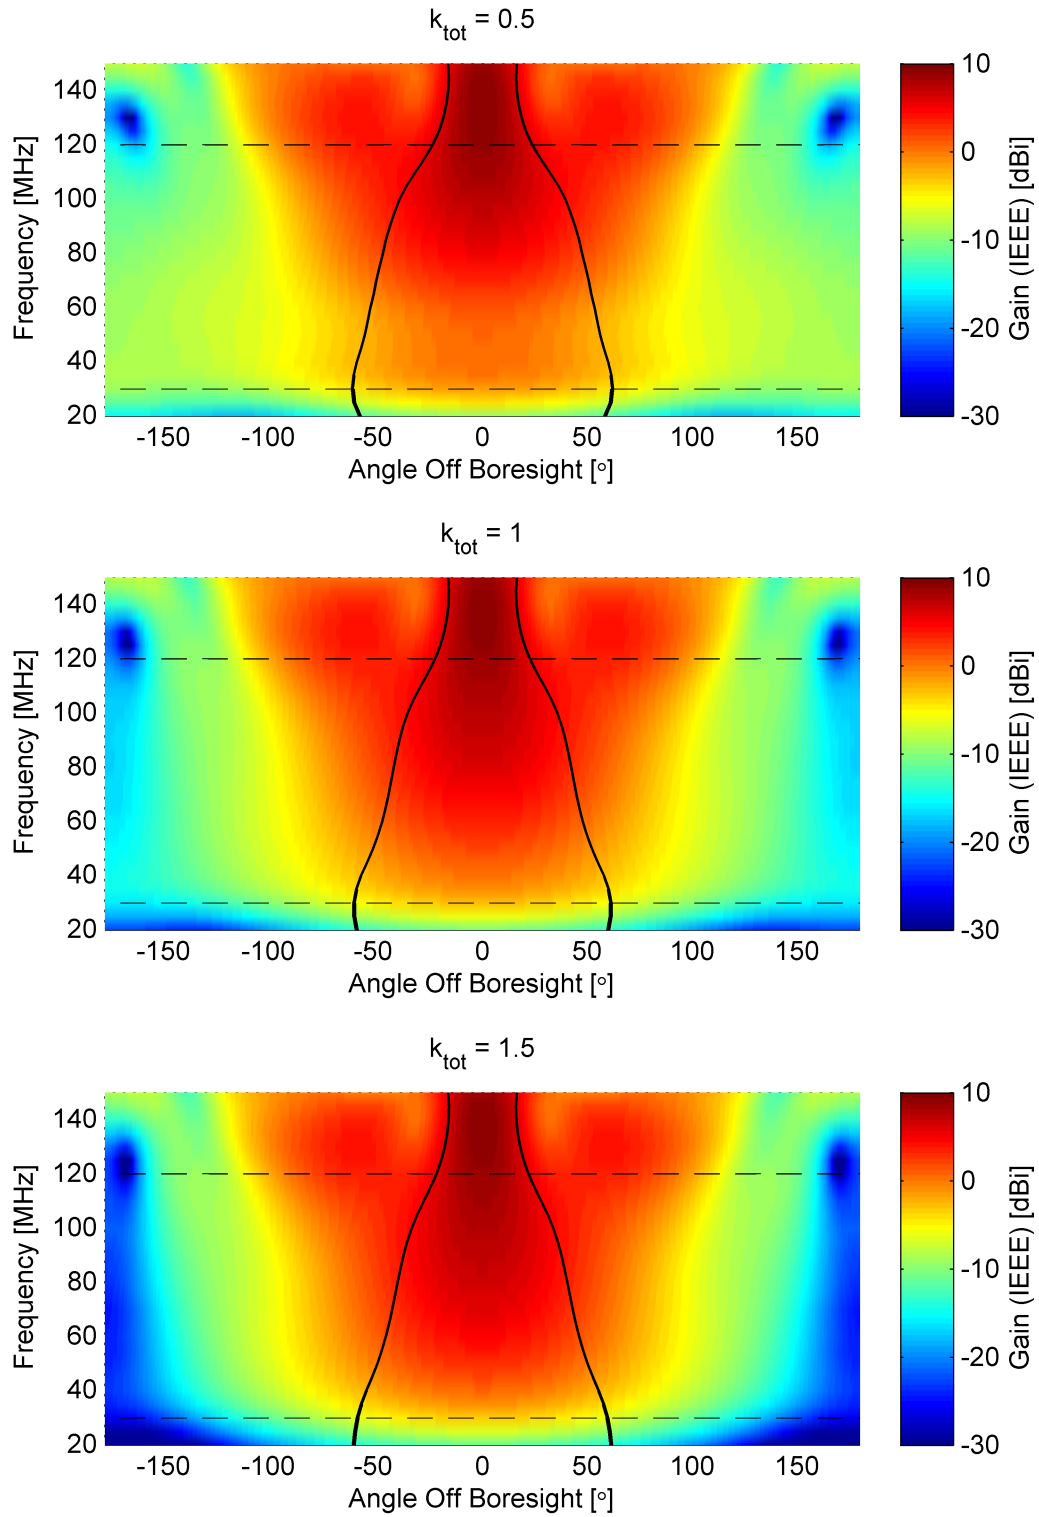 k_tot = 0.5
Frequency [MHz]
140
120
100
80
60
40
20
-150 -100 -50 0 50 100 150
Angle Off Boresight [°]
10
0
-10
-20
-30
Gain (IEEE) [dBi]
k_tot = 1
Frequency [MHz]
140
120
100
80
60
40
20
-150 -100 -50 0 50 100 150
Angle Off Boresight [°]
10
0
-10
-20
-30
Gain (IEEE) [dBi]
k_tot = 1.5
Frequency [MHz]
140
120
100
80
60
40
20
-150 -100 -50 0 50 100 150
Angle Off Boresight [°]
10
0
-10
-20
-30
Gain (IEEE) [dBi]